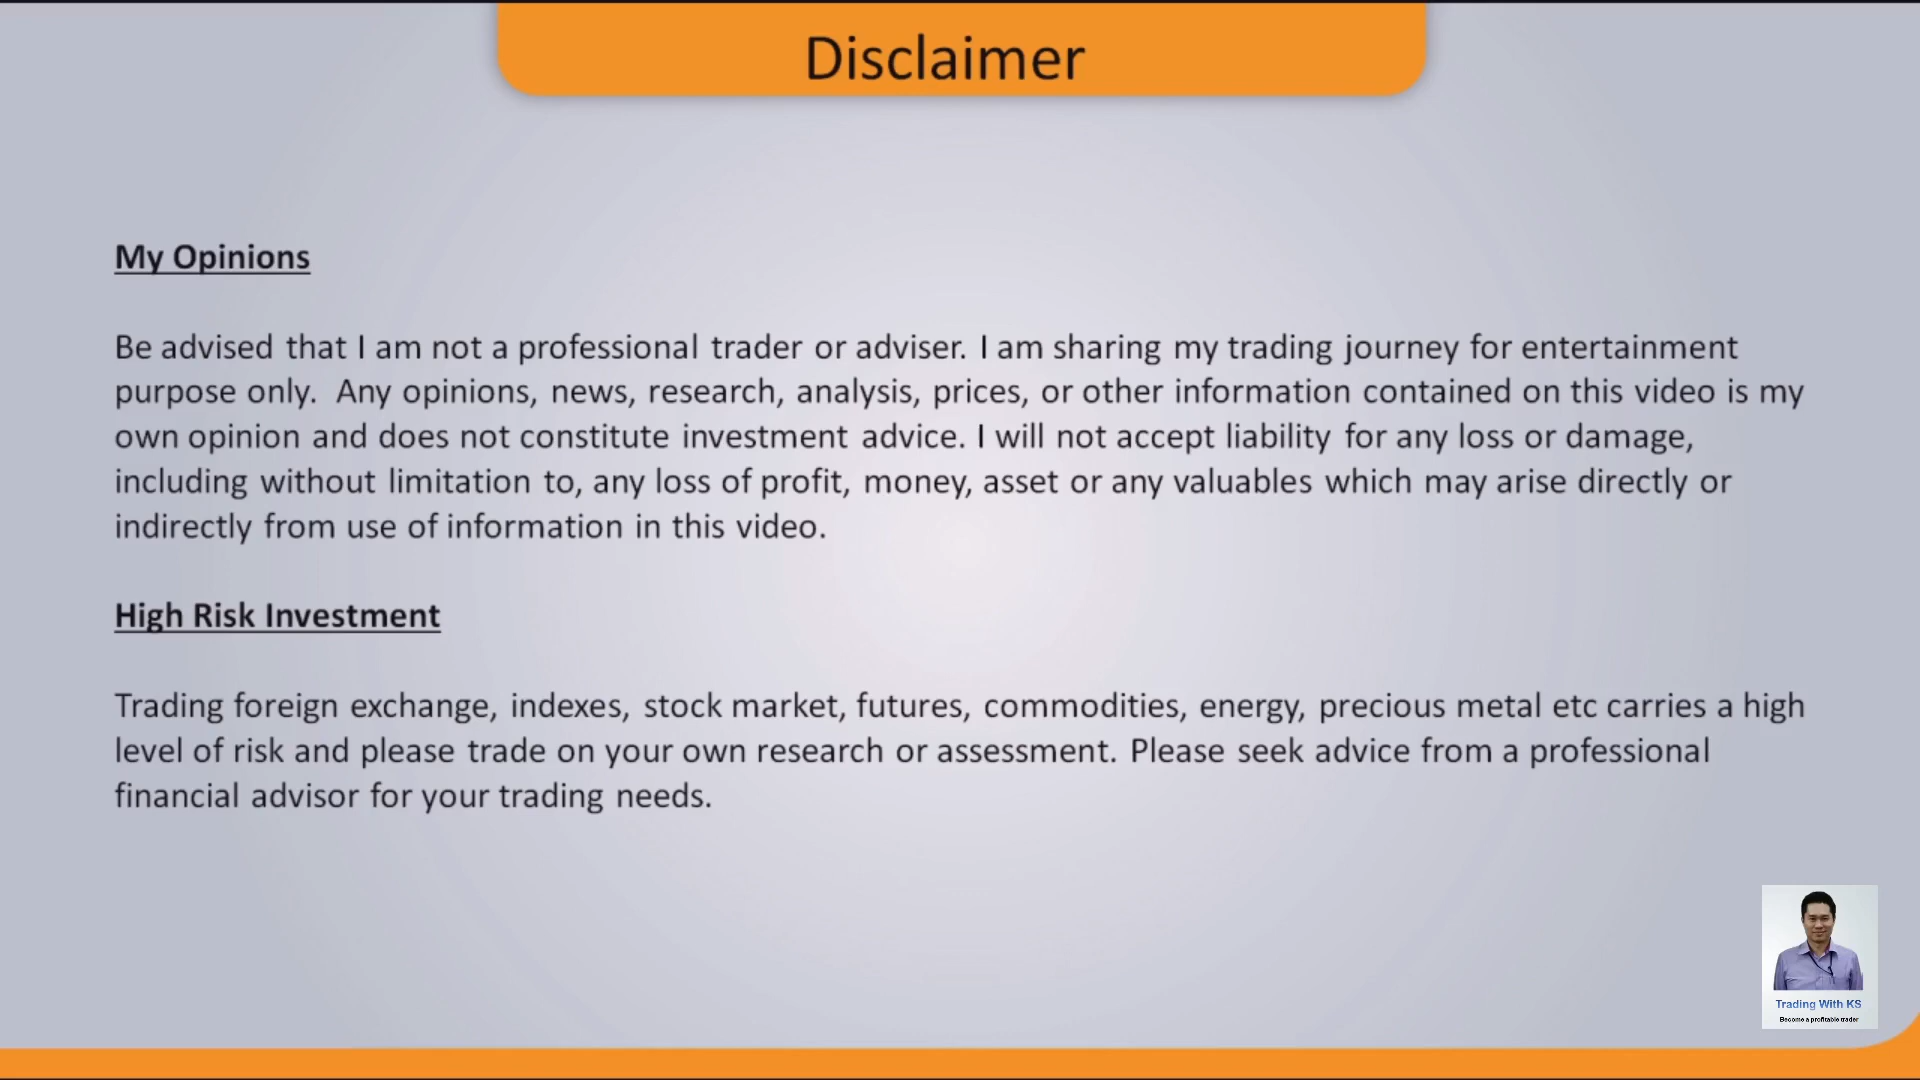 Disclaimer
My Opinions
Be advised that I am not a professional trader or adviser. I am sharing my trading journey for entertainment
purpose only.  Any opinions, news, research, analysis, prices, or other information contained on this video is my
own opinion and does not constitute investment advice. I will not accept liability for any loss or damage,
including without limitation to, any loss of profit, money, asset or any valuables which may arise directly or
indirectly from use of information in this video.
High Risk Investment
Trading foreign exchange, indexes, stock market, futures, commodities, energy, precious metal etc carries a high
level of risk and please trade on your own research or assessment. Please seek advice from a professional
financial advisor for your trading needs.
Trading With KS
Become a profitable trader